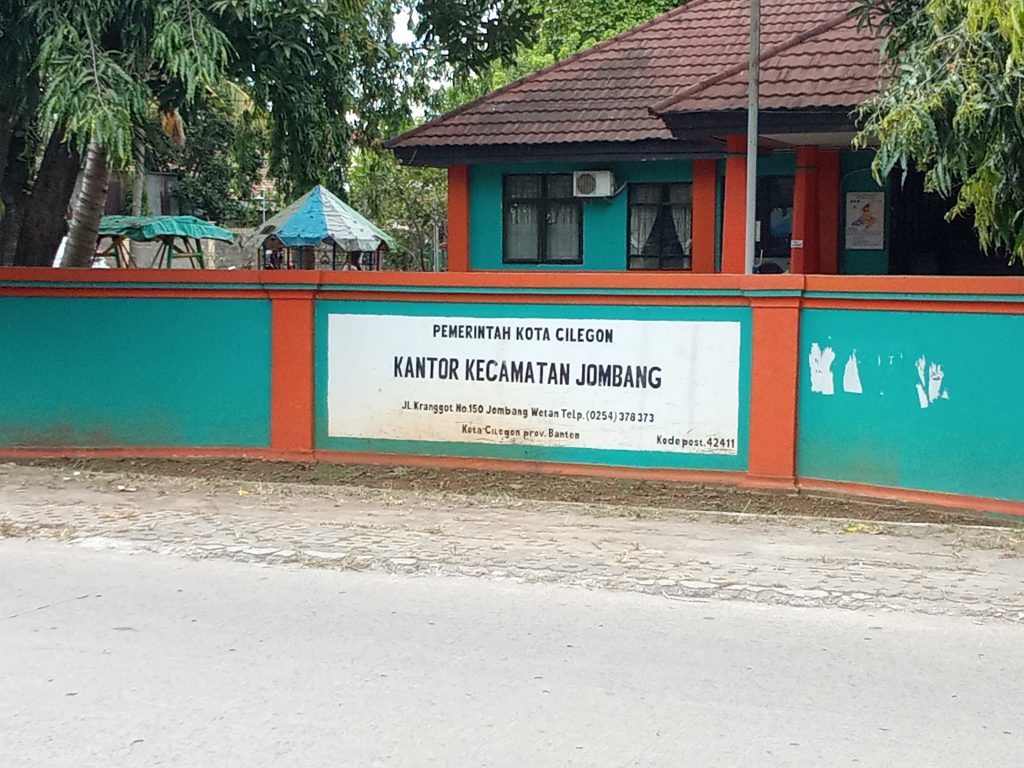 PEMERINTAH KOTA CILEGON
KANTOR KECAMATAN JOMBANG
JL.Kranggot No.150 Jombang Wetan Telp.(0254) 378 373
Kota Cilegon prov. Banten
Kode post. 42411